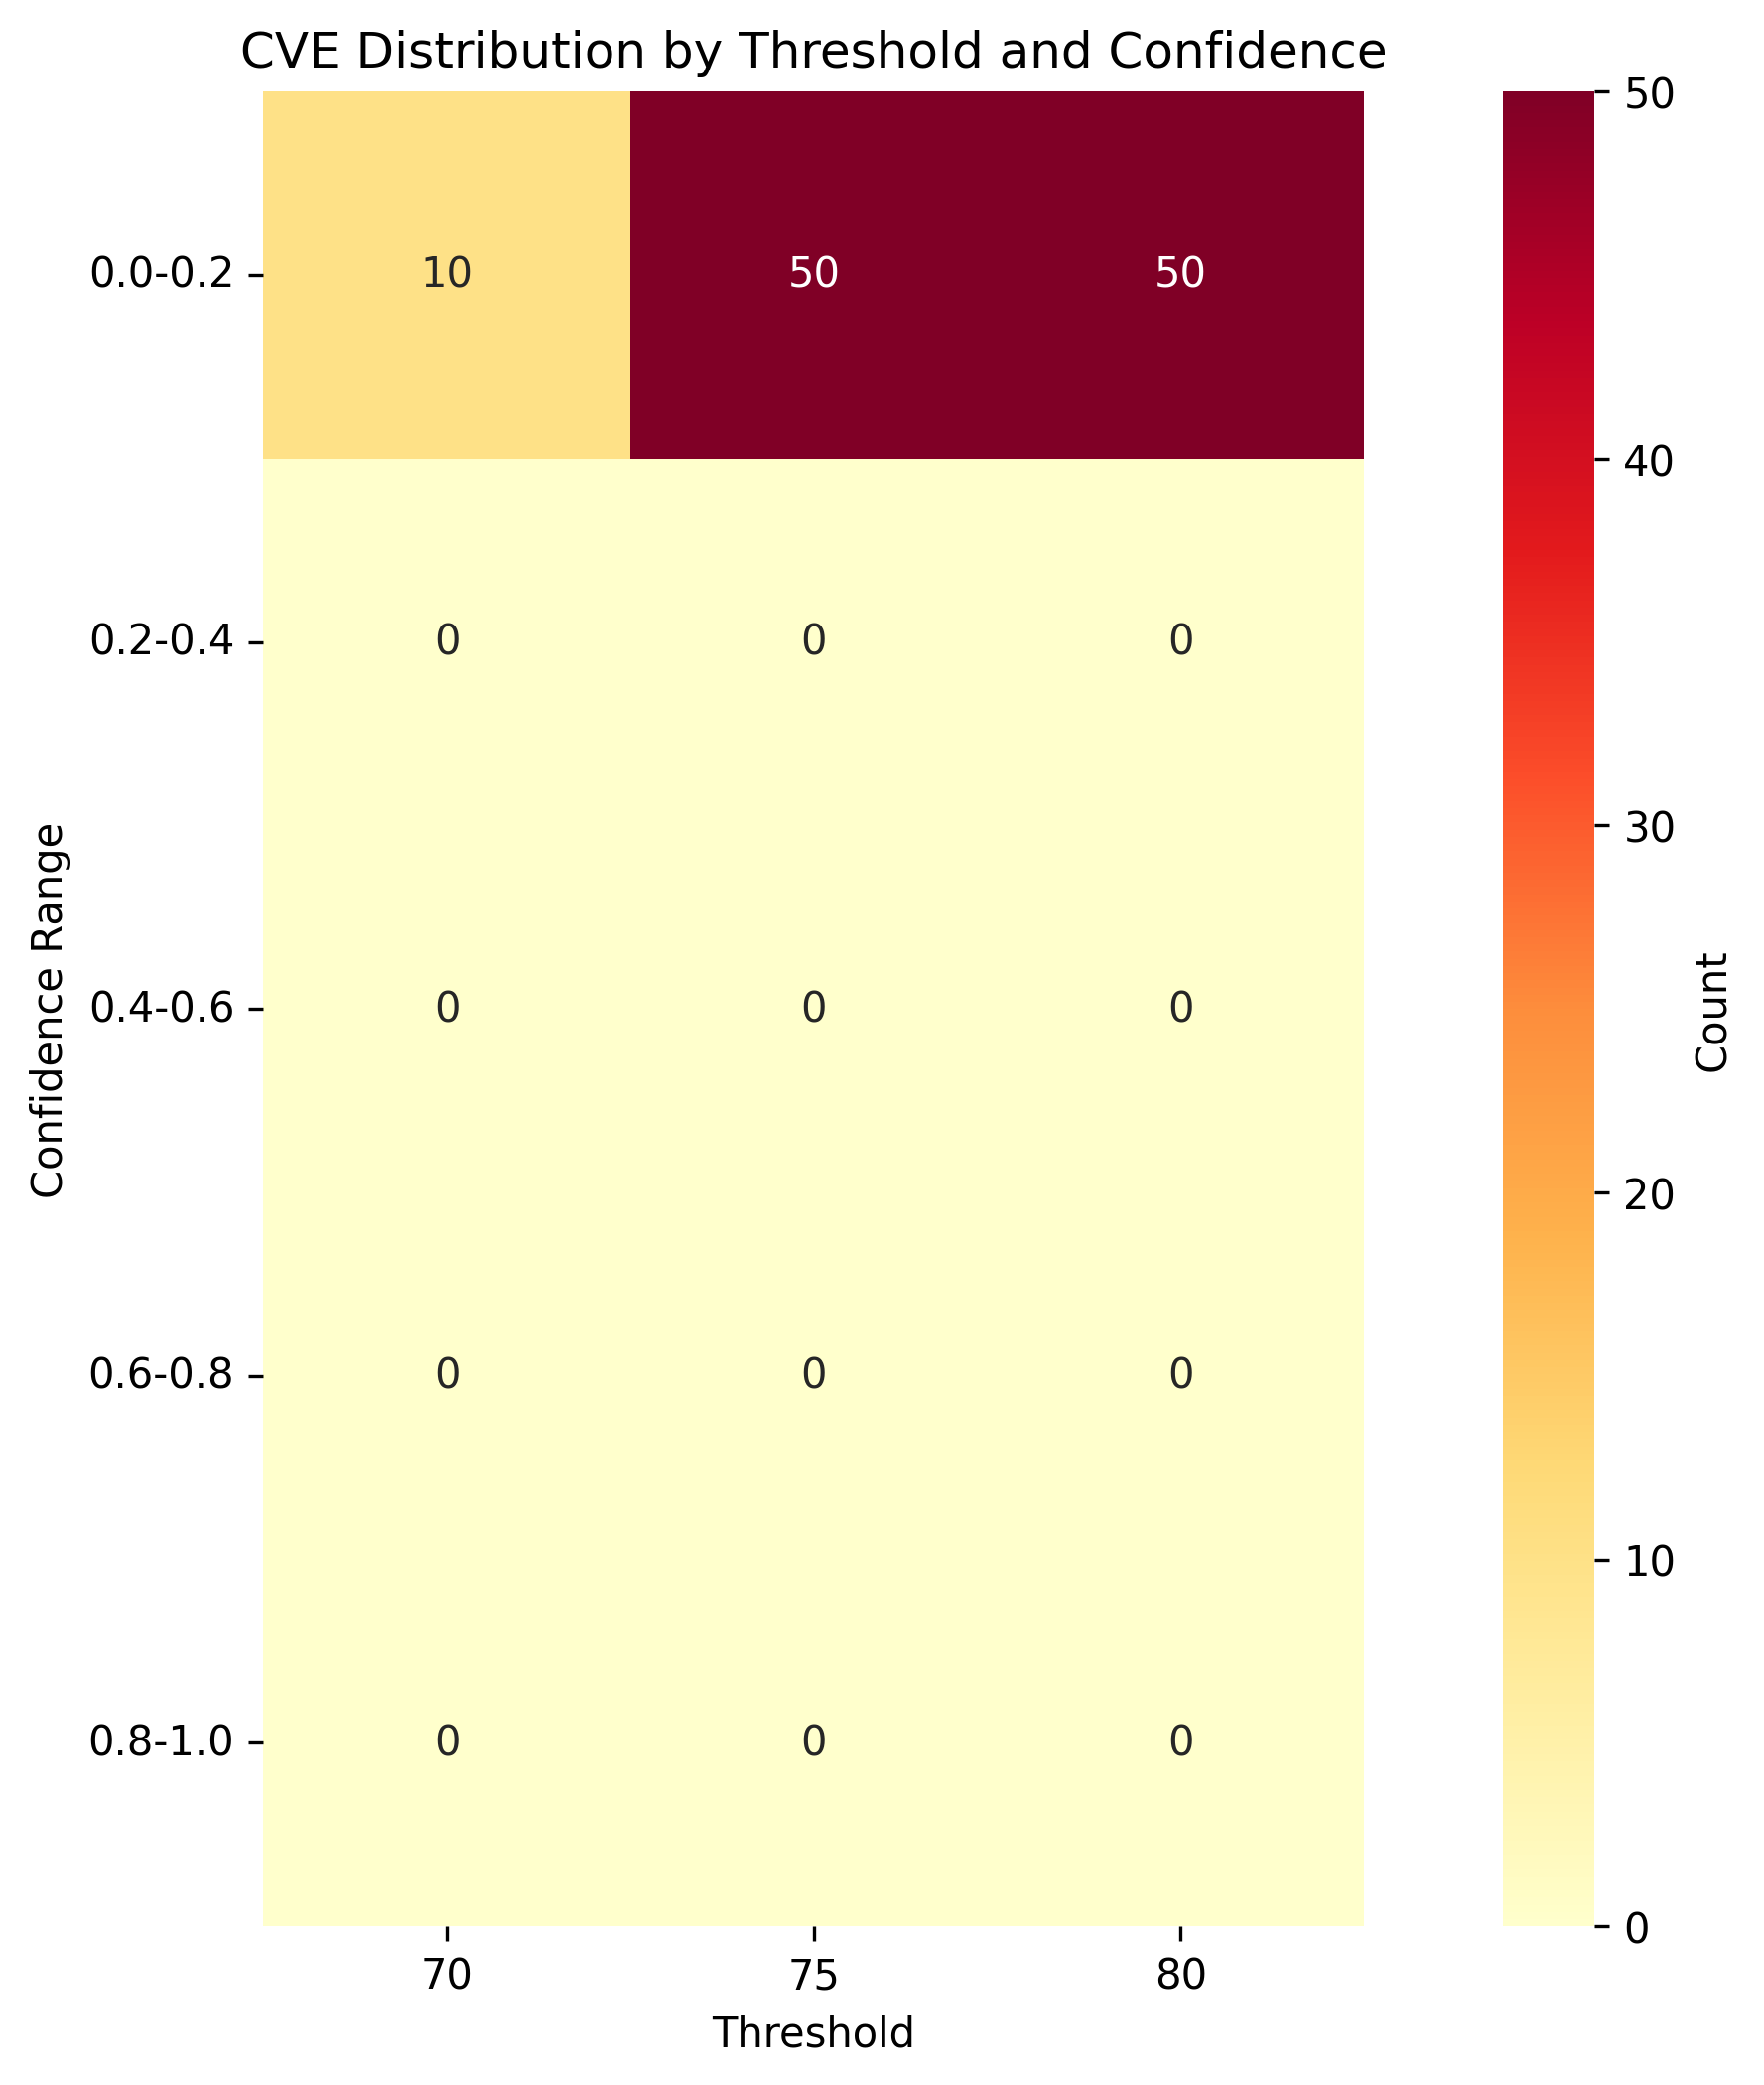 CVE Distribution by Threshold and Confidence
0.0-0.2 10 50 50
0.2-0.4 0 0 0
0.4-0.6 0 0 0
0.6-0.8 0 0 0
0.8-1.0 0 0 0
70 75 80
Threshold
Confidence Range
50
40
30
20
10
0
Count